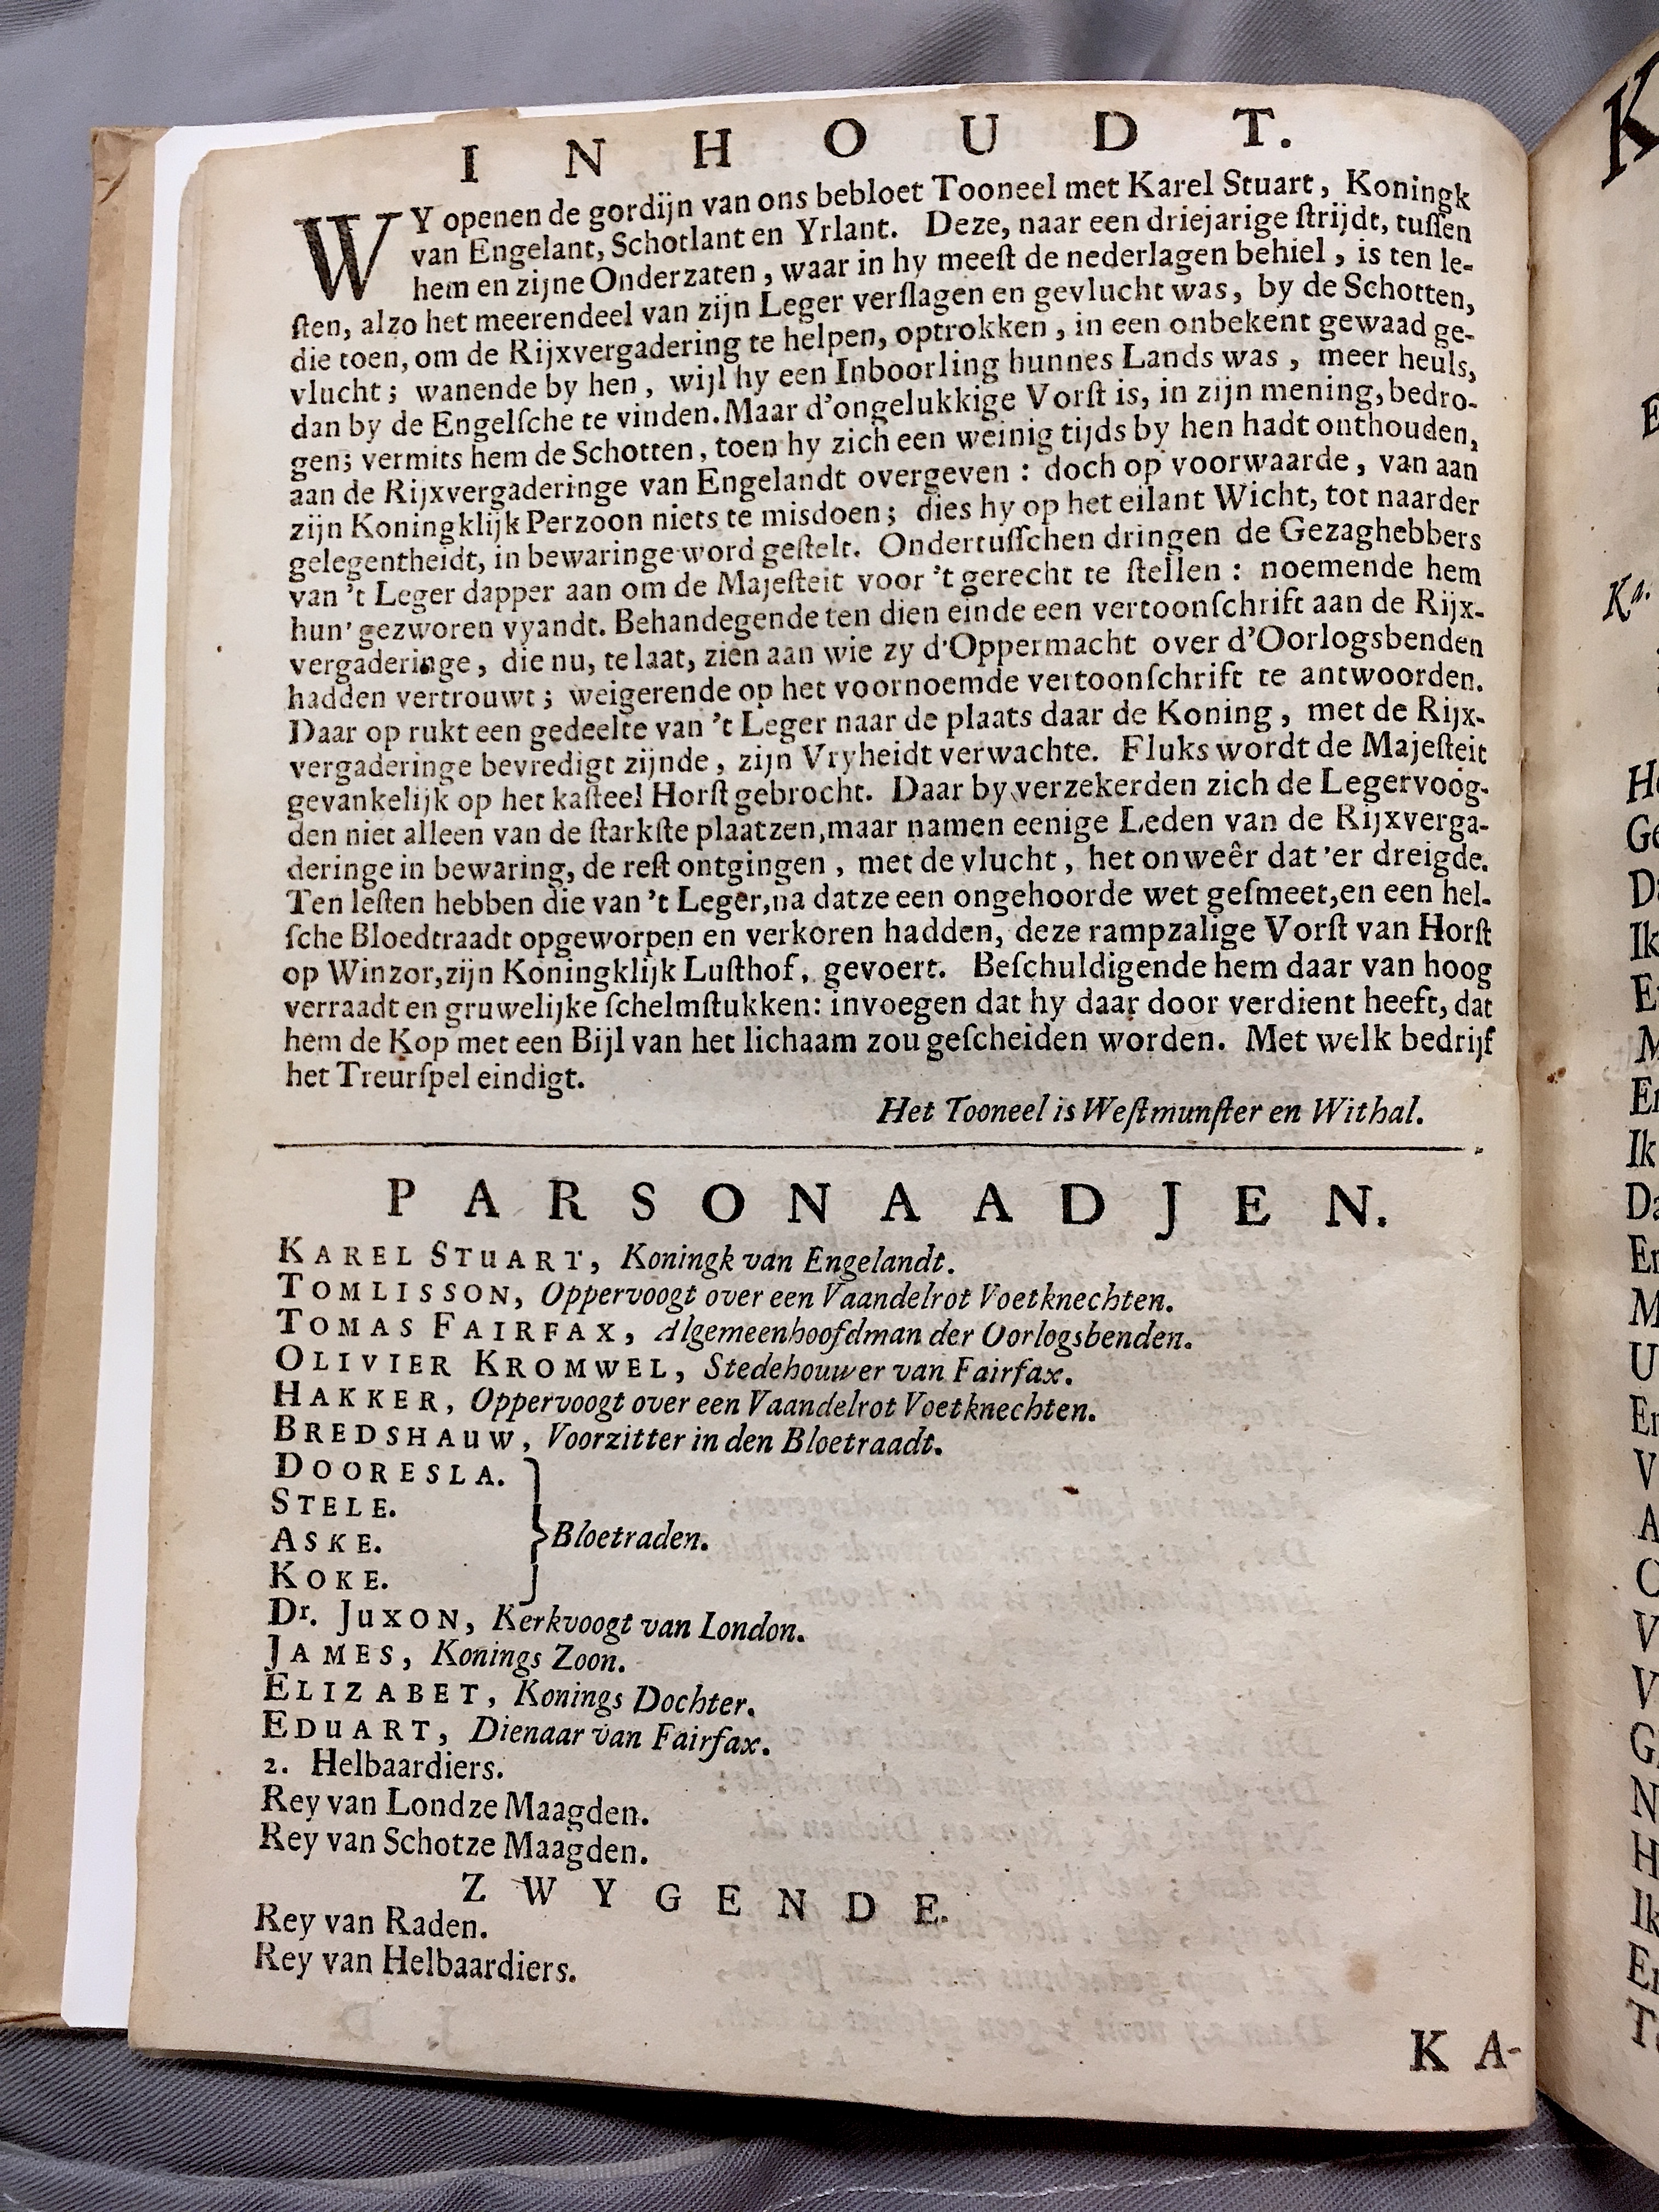 INHOUDT.
WY openen de gordijn van ons bebloet Tooneel met Karel Stuart, Koningk
van Engelant, Schotlant en Yrlant. Deze, naar een driejarige ſtrijdt, tuſſen
hem en zijne Onderzaten, waar in hy meeſt de nederlagen behiel, is ten le-
ſten, alzo het meerendeel van zijn Leger verſlagen en gevlucht was, by de Schotten,
die toen, om de Rijxvergadering te helpen, optrokken, in een onbekent gewaad ge-
vlucht; wanende by hen, wijl hy een Inboorling hunnes Lands was, meer heuls,
dan by de Engelſche te vinden. Maar d'ongelukkige Vorſt is, in zijn mening, bedro-
gen; vermits hem de Schotten, toen hy zich een weinig tijds by hen hadt onthouden,
aan de Rijxvergaderinge van Engelandt overgeven: doch op voorwaarde, van aan
zijn Koningklijk Perzoon niets te misdoen; dies hy op het eilant Wicht, tot naarder
gelegentheidt, in bewaringe word geſtelt. Ondertuſſchen dringen de Gezaghebbers
van 't Leger dapper aan om de Majeſteit voor 't gerecht te ſtellen: noemende hem
hun' gezworen vyandt. Behandegende ten dien einde een vertoonſchrift aan de Rijx-
vergaderinge, die nu, te laat, zien aan wie zy d'Oppermacht over d'Oorlogsbenden
hadden vertrouwt; weigerende op het voornoemde vertoonſchrift te antwoorden.
Daar op rukt een gedeelte van 't Leger naar de plaats daar de Koning, met de Rijx-
vergaderinge bevredigt zijnde, zijn Vryheidt verwachte. Fluks wordt de Majeſteit
gevankelijk op het kaſteel Horſt gebrocht. Daar by verzekerden zich de Legervoog-
den niet alleen van de ſtarkſte plaatzen, maar namen eenige Leden van de Rijxverga-
deringe in bewaring, de reſt ontgingen, met de vlucht, het onweêr dat 'er dreigde.
Ten leſten hebben die van 't Leger, na datze een ongehoorde wet geſmeet, en een hel-
ſche Bloedtraadt opgeworpen en verkoren hadden, deze rampzalige Vorſt van Horſt
op Winzor, zijn Koningklijk Luſthof, gevoert. Beſchuldigende hem daar van hoog
verraadt en gruwelijke ſchelmſtukken: invoegen dat hy daar door verdient heeft, dat
hem de Kop met een Bijl van het lichaam zou geſcheiden worden. Met welk bedrijf
het Treurſpel eindigt.
Het Tooneel is Weſtmunſter en Withal.
PARSONAADJEN.
KAREL STUART, Koningk van Engelandt.
TOMLISSON, Oppervoogt over een Vaandelrot Voetknechten.
TOMAS FAIRFAX, Algemeenhoofdman der Oorlogsbenden.
OLIVIER KROMWEL, Stedehouwer van Fairfax.
HAKKER, Oppervoogt over een Vaandelrot Voetknechten.
BREDSHAUW, Voorzitter in den Bloetraadt.
DOORESLA.
STELE.
ASKE.
KOKE.
Bloetraden.
Dr. JUXON, Kerkvoogt van London.
JAMES, Konings Zoon.
ELIZABET, Konings Dochter.
EDUART, Dienaar van Fairfax.
2. Helbaardiers.
Rey van Londze Maagden.
Rey van Schotze Maagden.
ZWYGENDE.
Rey van Raden.
Rey van Helbaardiers.
KA-
K
E
Ka.
He
Ge
Da
Ik
En
M
En
Ik
Da
En
M
U
En
V
A
V
V
N
H
Ik
En